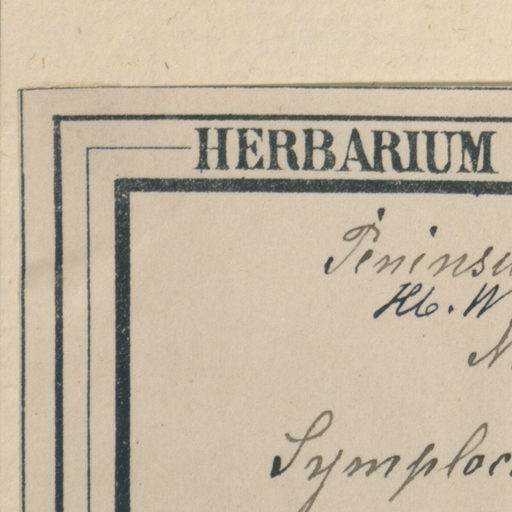 HERBARIUM
Peninsu
Hb. W
N
Symploc